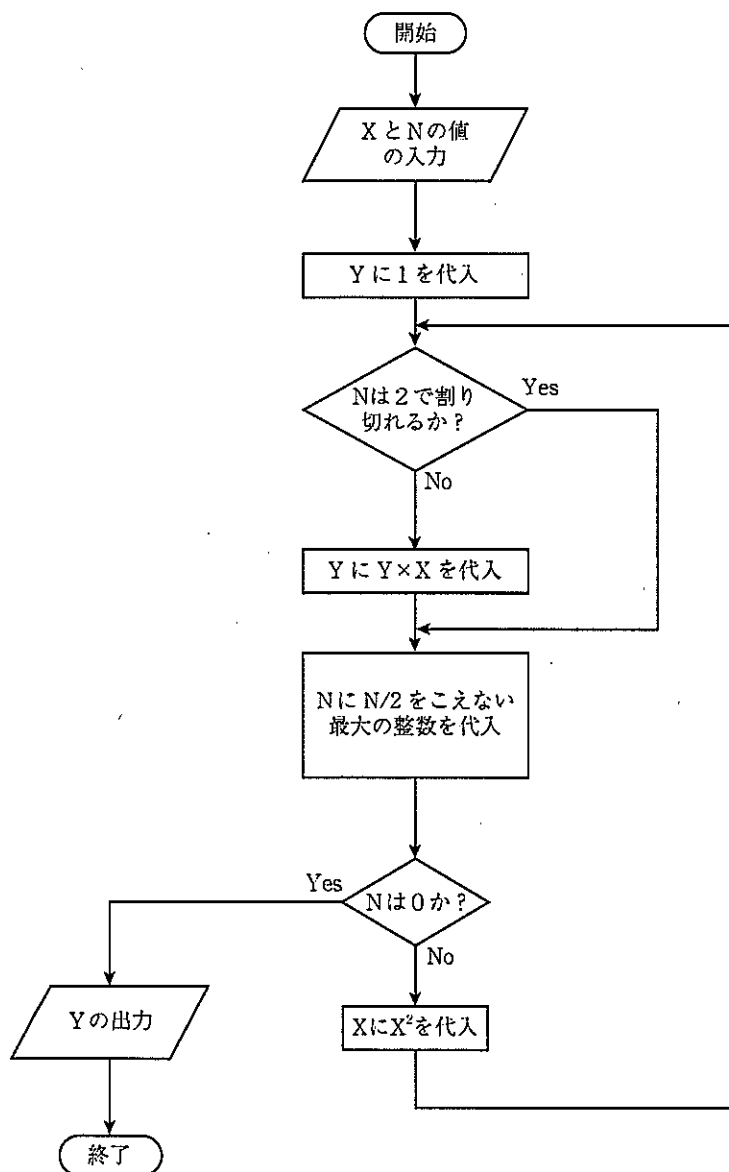 開始
XとNの値
の入力
Yに1を代入
Nは2で割り
切れるか?
Yes
No
YにY×Xを代入
NにN/2をこえない
最大の整数を代入
Nは0か?
Yes
No
Yの出力
XにX²を代入
終了